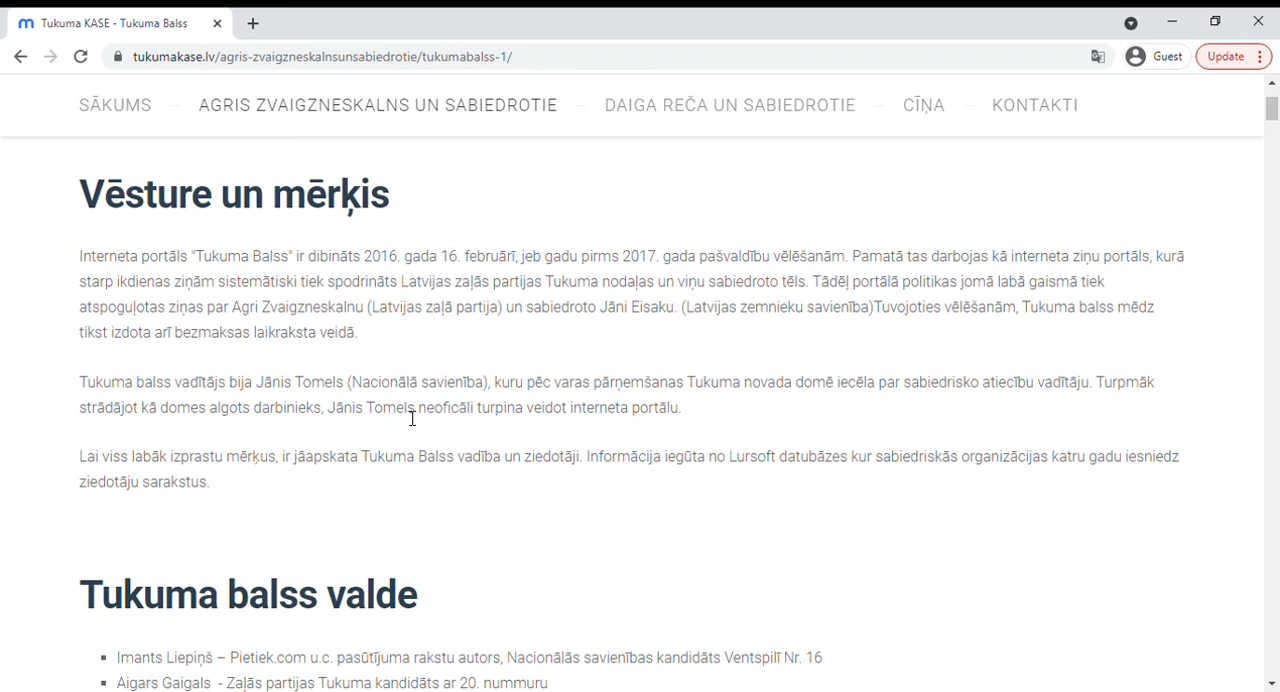 Tukuma KASE - Tukuma Balss
tukumakase.lv/agris-zvaigzneskalnsunsabiedrotie/tukumabalss-1/
Guest
Update
SĀKUMS
AGRIS ZVAIGZNESKALNS UN SABIEDROTIE
DAIGA REČA UN SABIEDROTIE
CĪŅA
KONTAKTI
Vēsture un mērķis
Interneta portāls "Tukuma Balss" ir dibināts 2016. gada 16. februārī, jeb gadu pirms 2017. gada pašvaldību vēlēšanām. Pamatā tas darbojas kā interneta ziņu portāls, kurā
starp ikdienas ziņām sistemātiski tiek spodrināts Latvijas zaļās partijas Tukuma nodaļas un viņu sabiedroto tēls. Tādēļ portālā politikas jomā labā gaismā tiek
atspoguļotas ziņas par Agri Zvaigzneskalnu (Latvijas zaļā partija) un sabiedroto Jāni Eisaku. (Latvijas zemnieku savienība)Tuvojoties vēlēšanām, Tukuma balss mēdz
tikst izdota arī bezmaksas laikraksta veidā.
Tukuma balss vadītājs bija Jānis Tomels (Nacionālā savienība), kuru pēc varas pārņemšanas Tukuma novada domē iecēla par sabiedrisko atiecību vadītāju. Turpmāk
strādājot kā domes algots darbinieks, Jānis Tomels neoficāli turpina veidot interneta portālu.
Lai viss labāk izprastu mērķus, ir jāapskata Tukuma Balss vadība un ziedotāji. Informācija iegūta no Lursoft datubāzes kur sabiedriskās organizācijas katru gadu iesniedz
ziedotāju sarakstus.
Tukuma balss valde
Imants Liepiņš – Pietiek.com u.c. pasūtījuma rakstu autors, Nacionālās savienības kandidāts Ventspilī Nr. 16
Aigars Gaigals - Zaļās partijas Tukuma kandidāts ar 20. nummuru